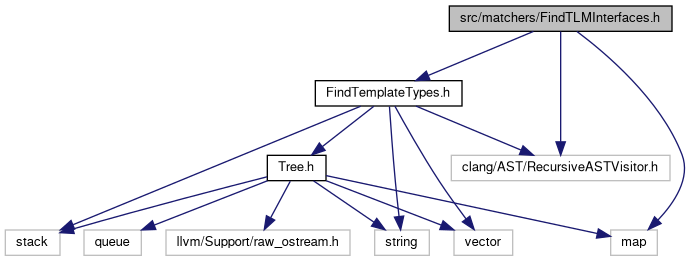 src/matchers/FindTLMInterfaces.h
FindTemplateTypes.h
clang/AST/RecursiveASTVisitor.h
Tree.h
stack
queue
llvm/Support/raw_ostream.h
string
vector
map